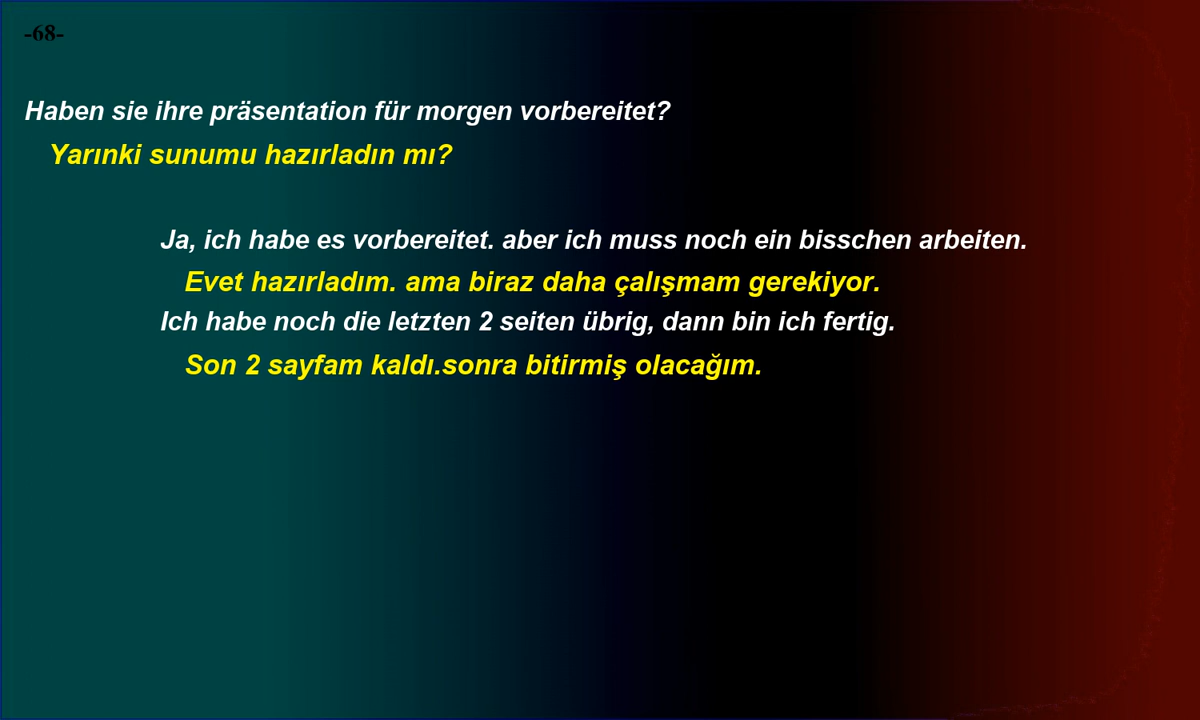 -68-
Haben sie ihre präsentation für morgen vorbereitet?
Yarınki sunumu hazırladın mı?
Ja, ich habe es vorbereitet. aber ich muss noch ein bisschen arbeiten.
Evet hazırladım. ama biraz daha çalışmam gerekiyor.
Ich habe noch die letzten 2 seiten übrig, dann bin ich fertig.
Son 2 sayfam kaldı.sonra bitirmiş olacağım.